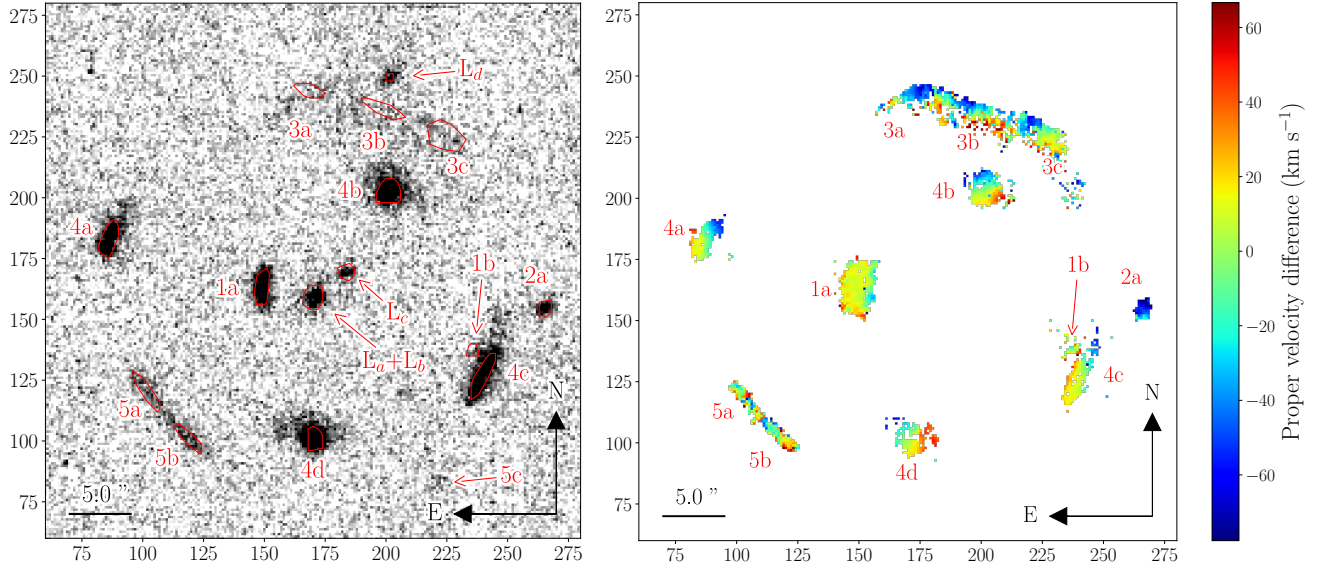 275
250
225
200
175
150
125
100
75
75
100
125
150
175
200
225
250
275
L_d
3a
3b
3c
4b
4a
1a
L_c
L_a+L_b
1b
2a
4c
5a
5b
4d
5c
5.0 "
N
E
275
250
225
200
175
150
125
100
75
75
100
125
150
175
200
225
250
275
3a
3b
3c
4b
4a
1a
1b
2a
4c
5a
5b
4d
5.0 "
N
E
60
40
20
0
−20
−40
−60
Proper velocity difference (km s⁻¹)